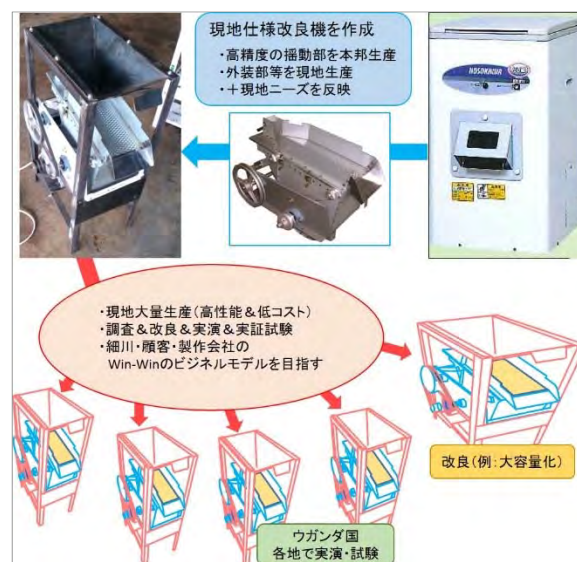 現地仕様改良機を作成
・高精度の揺動部を本邦生産
・外装部等を現地生産
・＋現地ニーズを反映
HOSOKAWA
・現地大量生産(高性能＆低コスト)
・調査＆改良＆実演＆実証試験
・細川・顧客・製作会社の
Win-Winのビジネルモデルを目指す
改良(例：大容量化)
ウガンダ国
各地で実演・試験